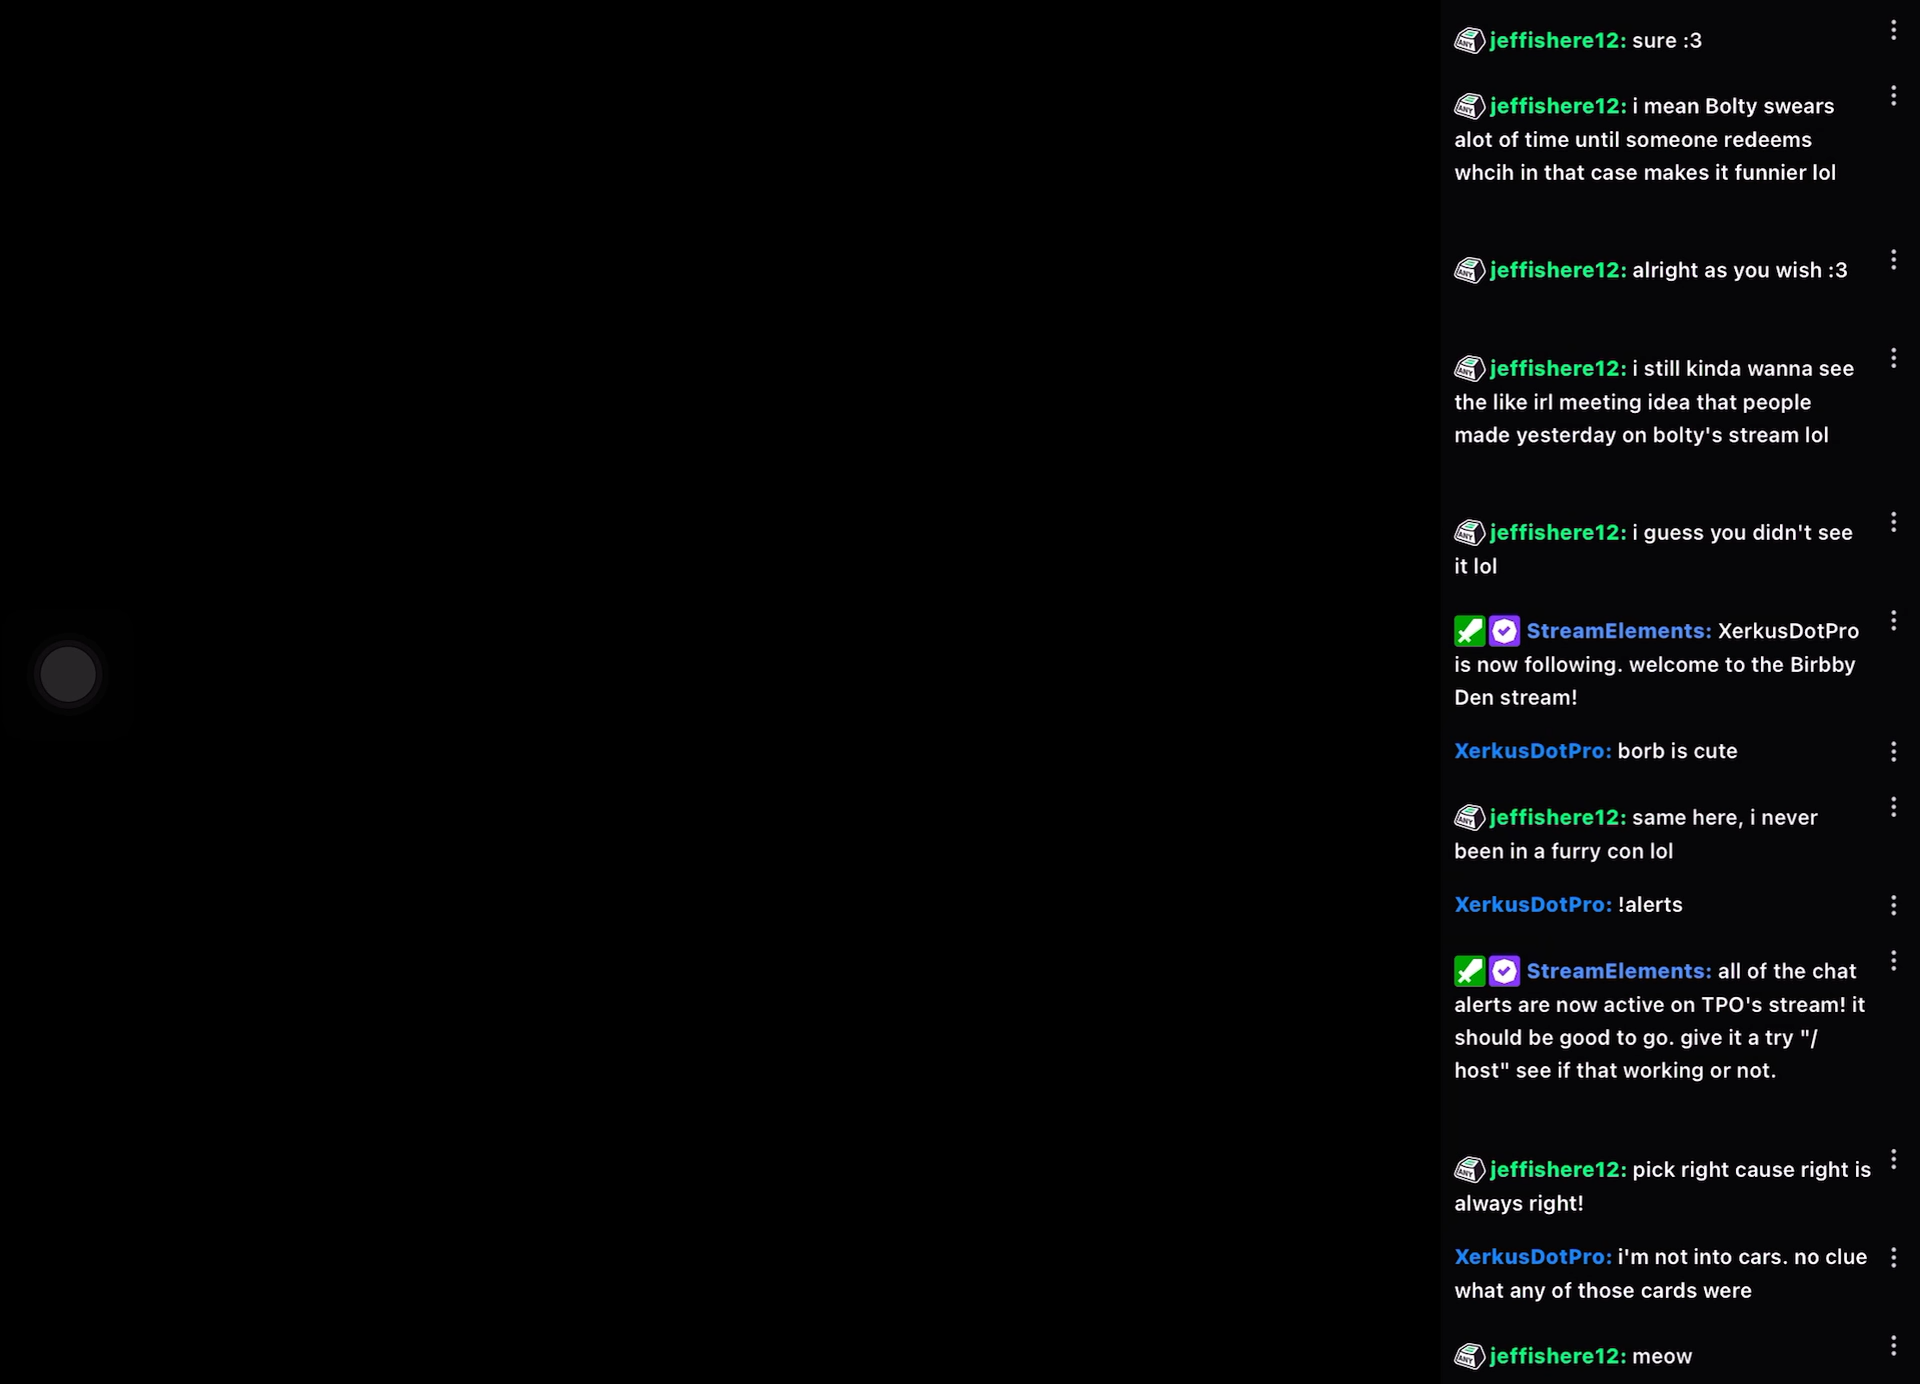 jeffishere12: sure :3
jeffishere12: i mean Bolty swears
alot of time until someone redeems
whcih in that case makes it funnier lol
jeffishere12: alright as you wish :3
jeffishere12: i still kinda wanna see
the like irl meeting idea that people
made yesterday on bolty's stream lol
jeffishere12: i guess you didn't see
it lol
StreamElements: XerkusDotPro
is now following. welcome to the Birbby
Den stream!
XerkusDotPro: borb is cute
jeffishere12: same here, i never
been in a furry con lol
XerkusDotPro: !alerts
StreamElements: all of the chat
alerts are now active on TPO's stream! it
should be good to go. give it a try "/
host" see if that working or not.
jeffishere12: pick right cause right is
always right!
XerkusDotPro: i'm not into cars. no clue
what any of those cards were
jeffishere12: meow